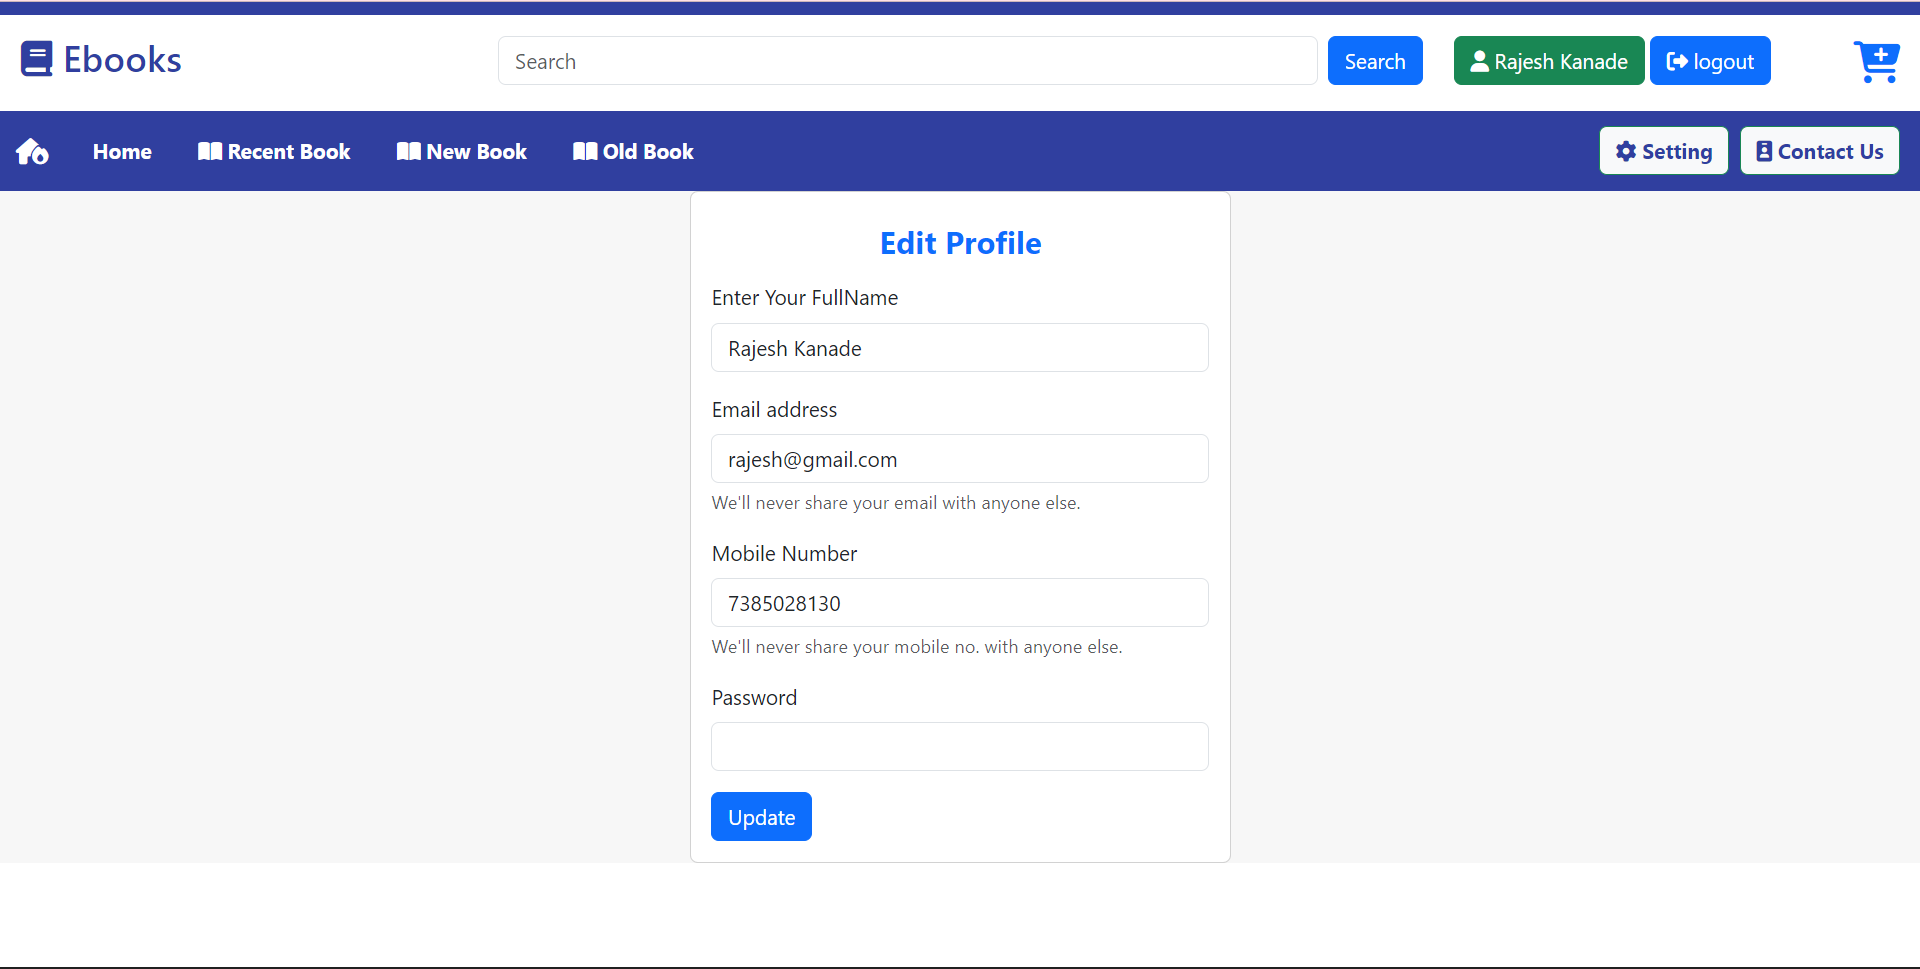 Ebooks
Search
Search
Rajesh Kanade
logout
Home
Recent Book
New Book
Old Book
Setting
Contact Us
Edit Profile
Enter Your FullName
Rajesh Kanade
Email address
rajesh@gmail.com
We'll never share your email with anyone else.
Mobile Number
7385028130
We'll never share your mobile no. with anyone else.
Password
Update